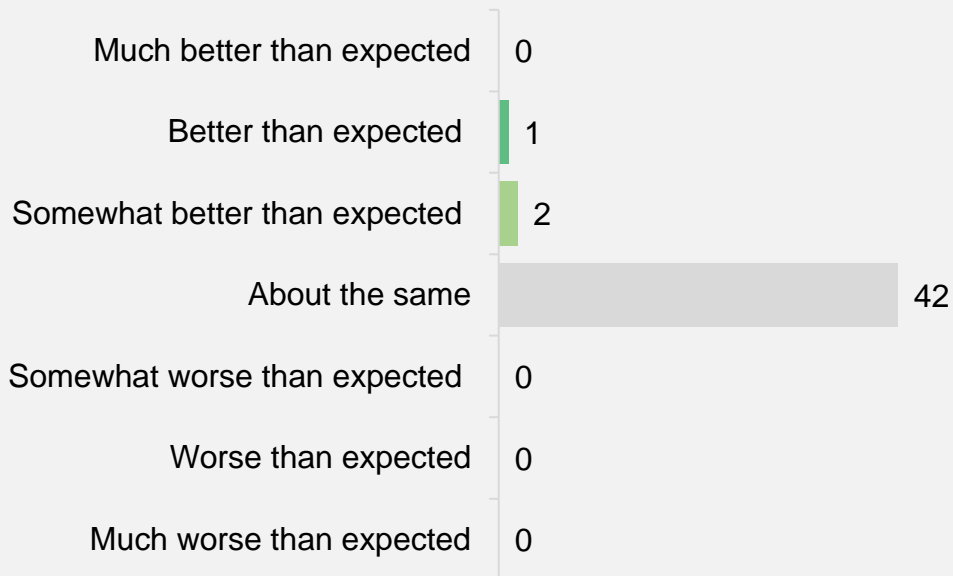 Much better than expected 0
Better than expected 1
Somewhat better than expected 2
About the same 42
Somewhat worse than expected 0
Worse than expected 0
Much worse than expected 0